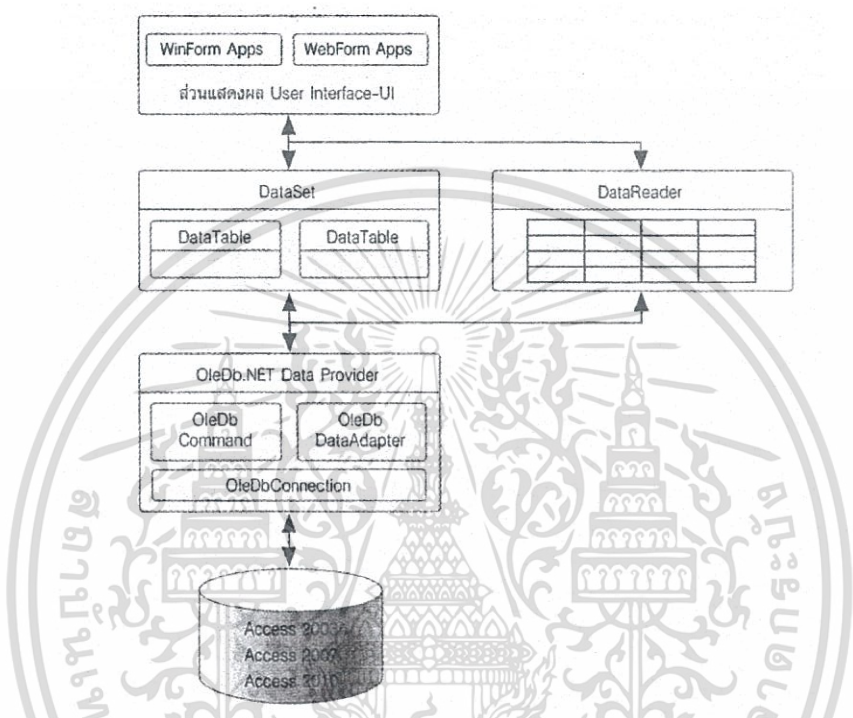 WinForm Apps
WebForm Apps
ส่วนแสดงผล User Interface-UI
DataSet
DataReader
DataTable
DataTable
OleDb.NET Data Provider
OleDb
Command
OleDb
DataAdapter
OleDbConnection
Access 2003
Access 2007
Access 2010